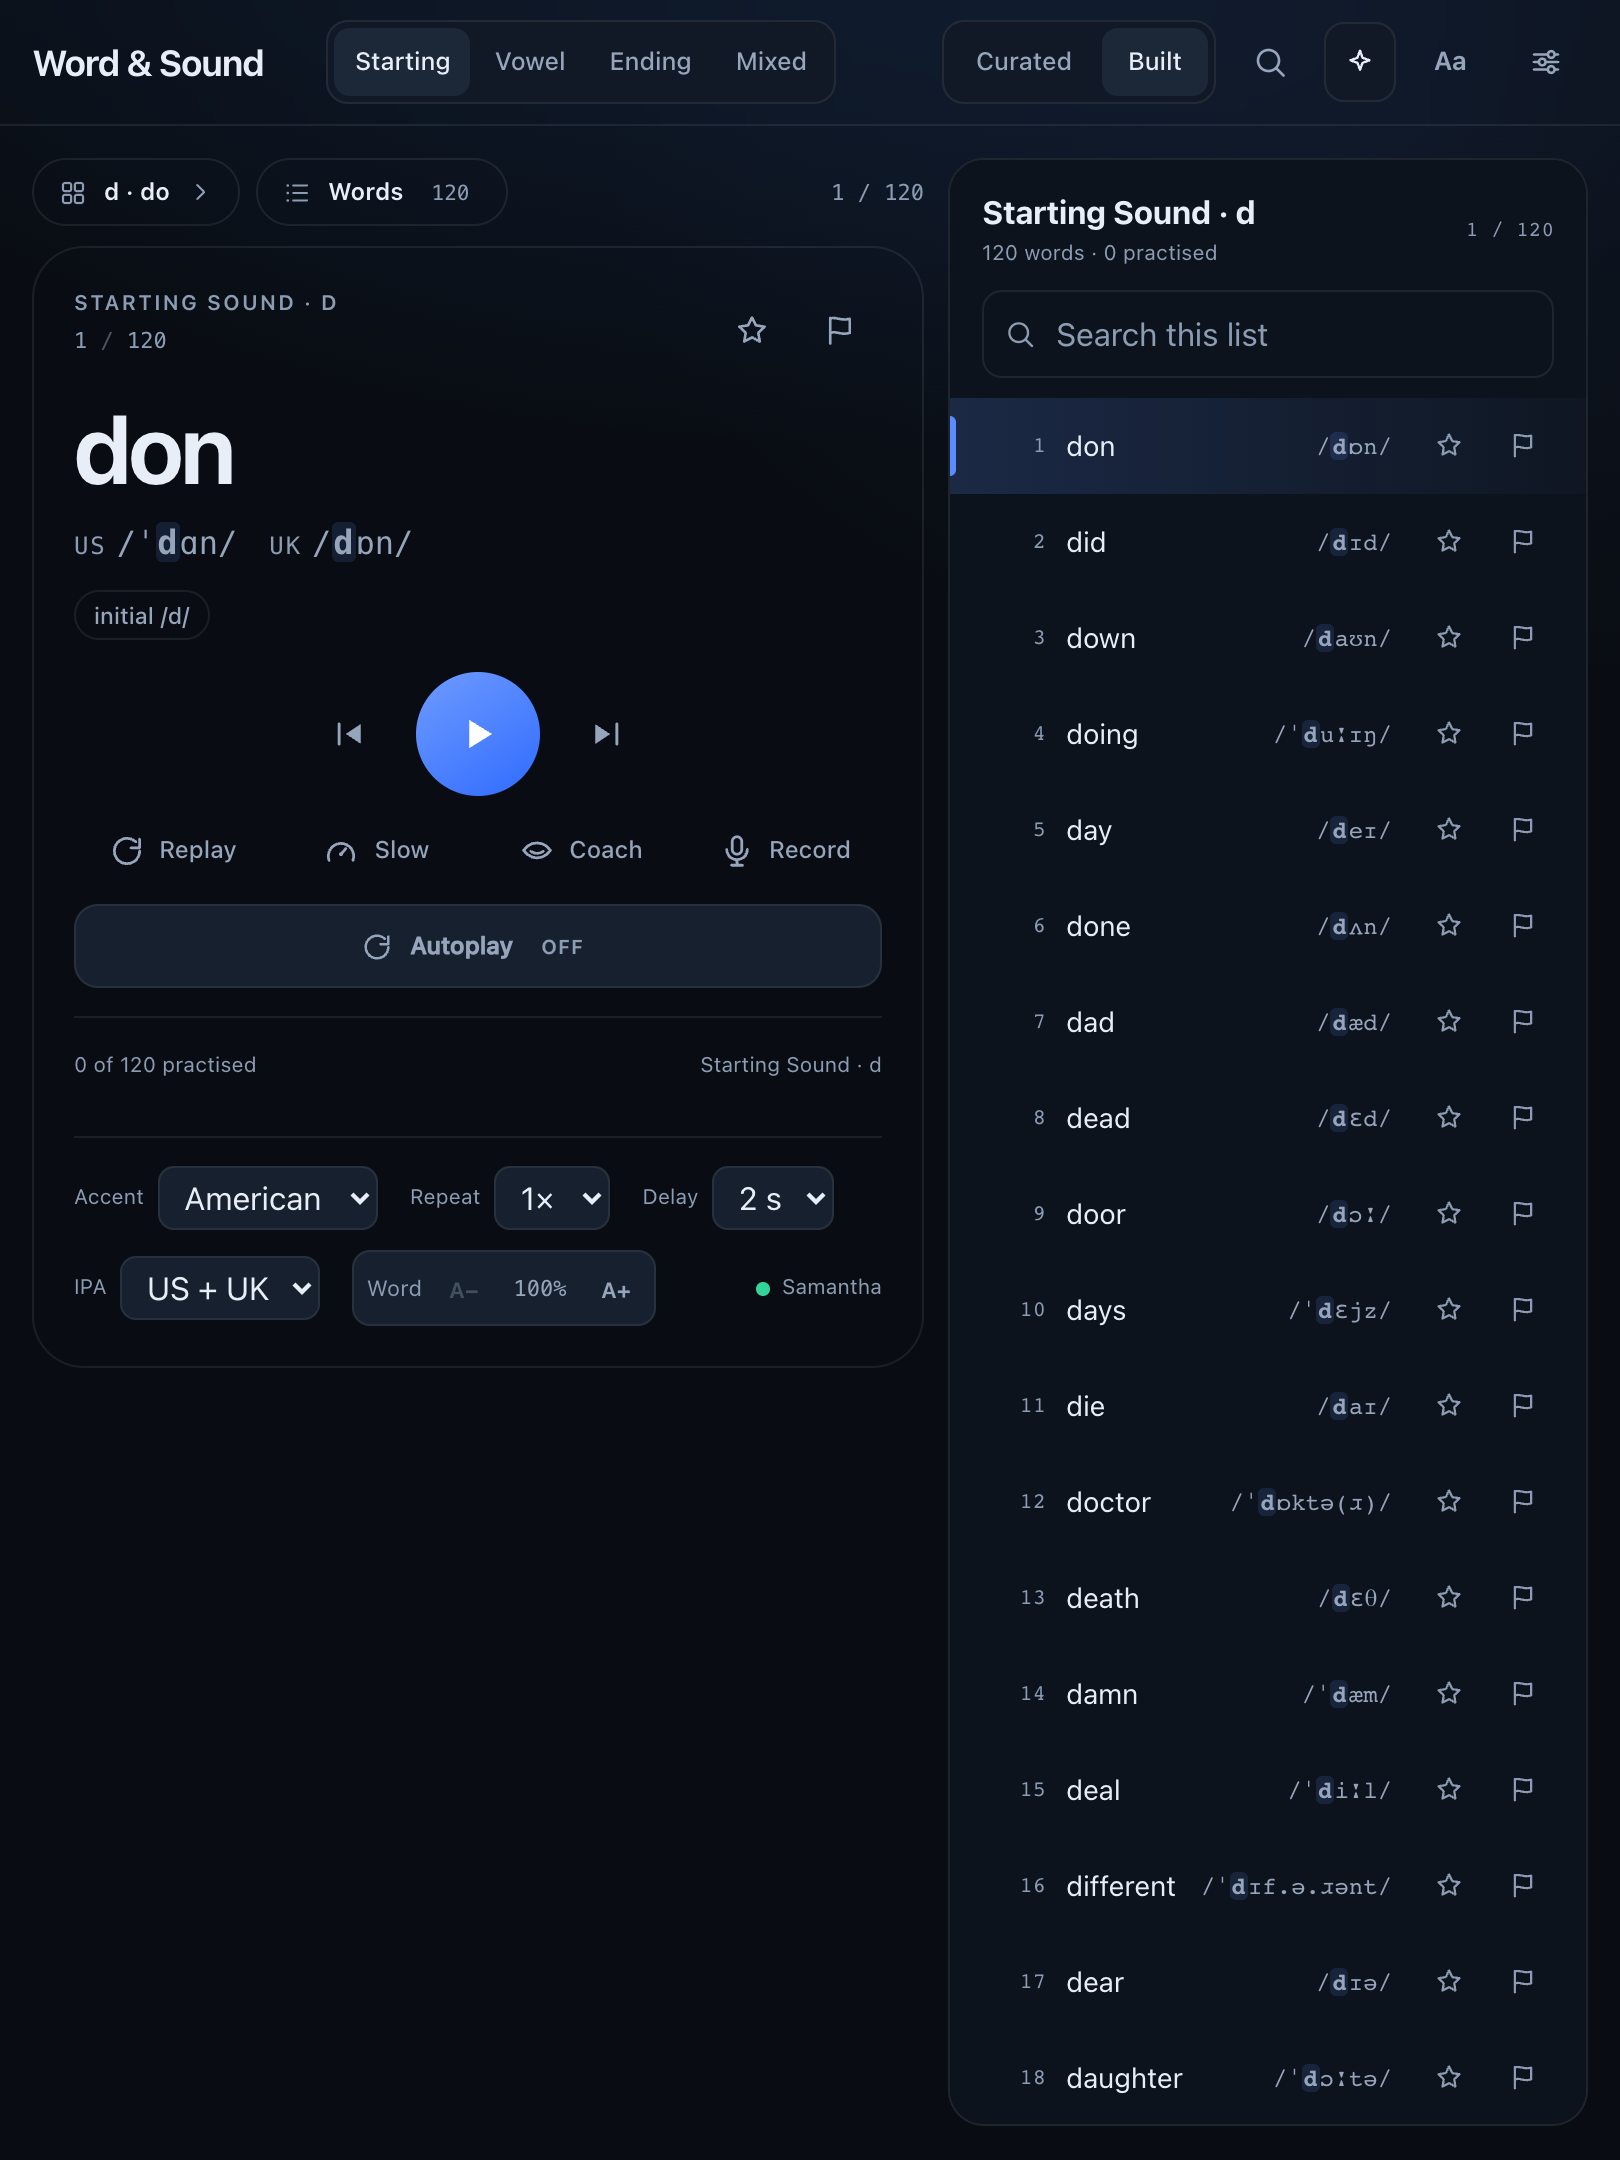 Word & Sound
Starting Vowel Ending Mixed
Curated Built
Aa
d · do
Words 120
1 / 120
STARTING SOUND · D
1 / 120
don
US /ˈdɑn/ UK /dɒn/
initial /d/
Replay Slow Coach Record
Autoplay OFF
0 of 120 practised
Starting Sound · d
Accent American Repeat 1× Delay 2 s
IPA US + UK Word A− 100% A+ Samantha
Starting Sound · d
1 / 120
120 words · 0 practised
Search this list
1 don /dɒn/
2 did /dɪd/
3 down /daʊn/
4 doing /ˈduːɪŋ/
5 day /deɪ/
6 done /dʌn/
7 dad /dæd/
8 dead /dɛd/
9 door /dɔː/
10 days /ˈdɛjz/
11 die /daɪ/
12 doctor /ˈdɒktə(ɹ)/
13 death /dɛθ/
14 damn /ˈdæm/
15 deal /ˈdiːl/
16 different /ˈdɪf.ə.ɹənt/
17 dear /dɪə/
18 daughter /ˈdɔːtə/